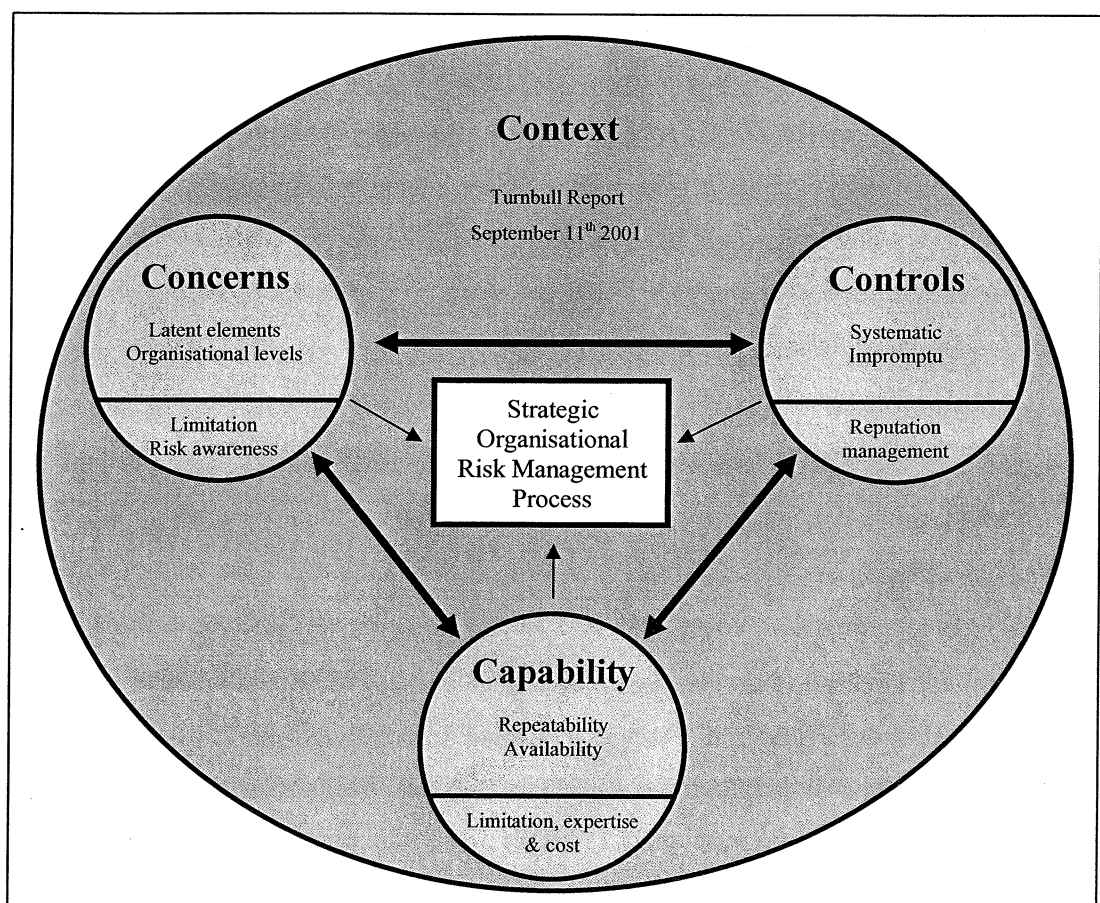 Context
Turnbull Report
September 11th 2001
Concerns
Latent elements
Organisational levels
Limitation
Risk awareness
Controls
Systematic
Impromptu
Reputation
management
Strategic
Organisational
Risk Management
Process
Capability
Repeatability
Availability
Limitation, expertise
& cost